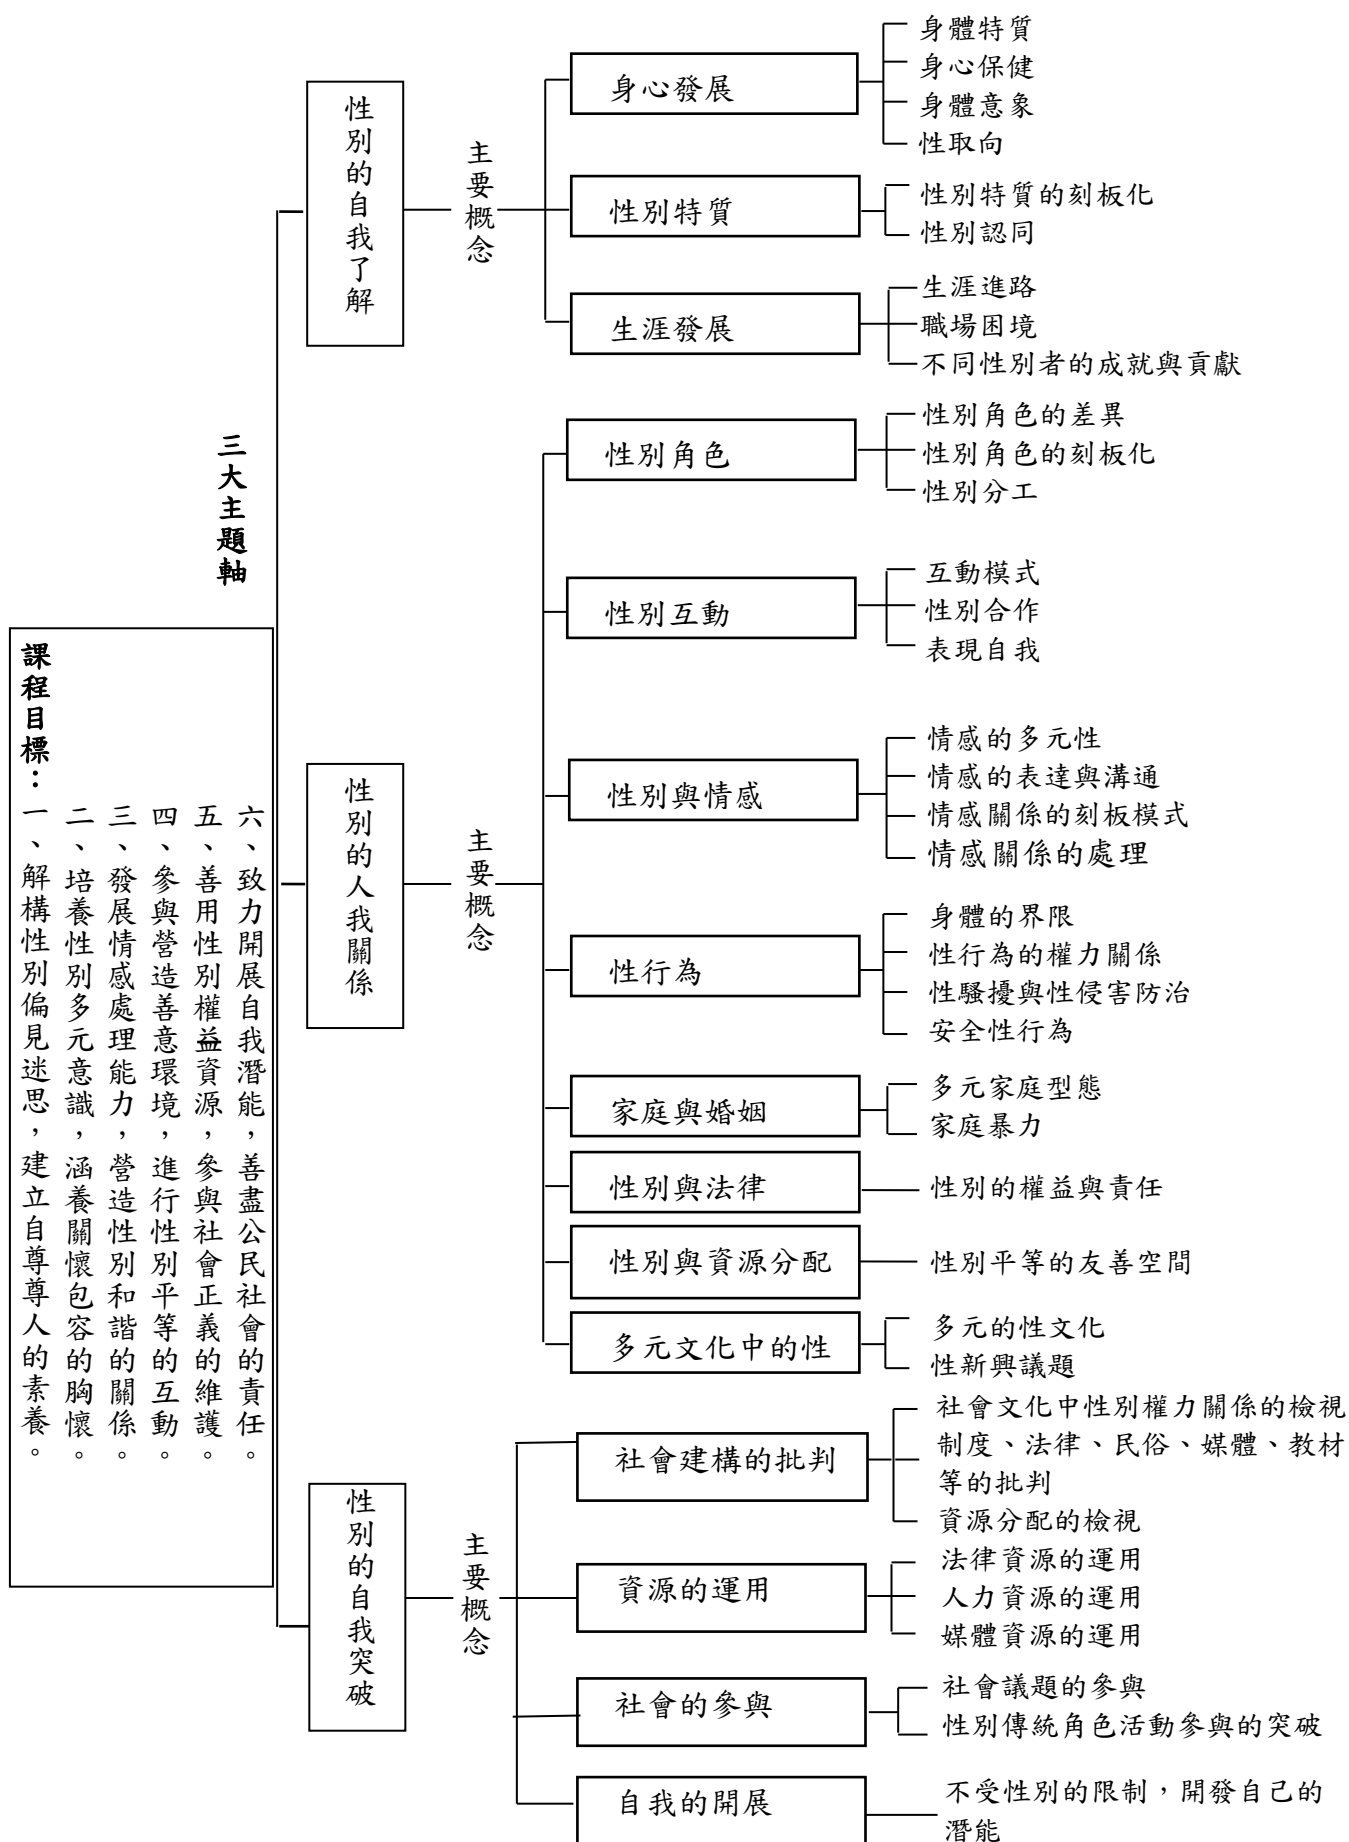 課程目標：
一、解構性別偏見迷思，建立自尊尊人的素養。
二、培養性別多元意識，涵養關懷包容的胸懷。
三、發展情感處理能力，營造性別和諧的關係。
四、參與營造善意環境，進行性別平等的互動。
五、善用性別權益資源，參與社會正義的維護。
六、致力開展自我潛能，善盡公民社會的責任。
三大主題軸
性別的自我了解
主要概念
身心發展
身體特質
身心保健
身體意象
性取向
性別特質
性別特質的刻板化
性別認同
生涯發展
生涯進路
職場困境
不同性別者的成就與貢獻
性別的人我關係
主要概念
性別角色
性別角色的差異
性別角色的刻板化
性別分工
性別互動
互動模式
性別合作
表現自我
性別與情感
情感的多元性
情感的表達與溝通
情感關係的刻板模式
情感關係的處理
性行為
身體的界限
性行為的權力關係
性騷擾與性侵害防治
安全性行為
家庭與婚姻
多元家庭型態
家庭暴力
性別與法律
性別的權益與責任
性別與資源分配
性別平等的友善空間
多元文化中的性
多元的性文化
性新興議題
性別的自我突破
主要概念
社會建構的批判
社會文化中性別權力關係的檢視
制度、法律、民俗、媒體、教材
等的批判
資源分配的檢視
資源的運用
法律資源的運用
人力資源的運用
媒體資源的運用
社會的參與
社會議題的參與
性別傳統角色活動參與的突破
自我的開展
不受性別的限制，開發自己的
潛能